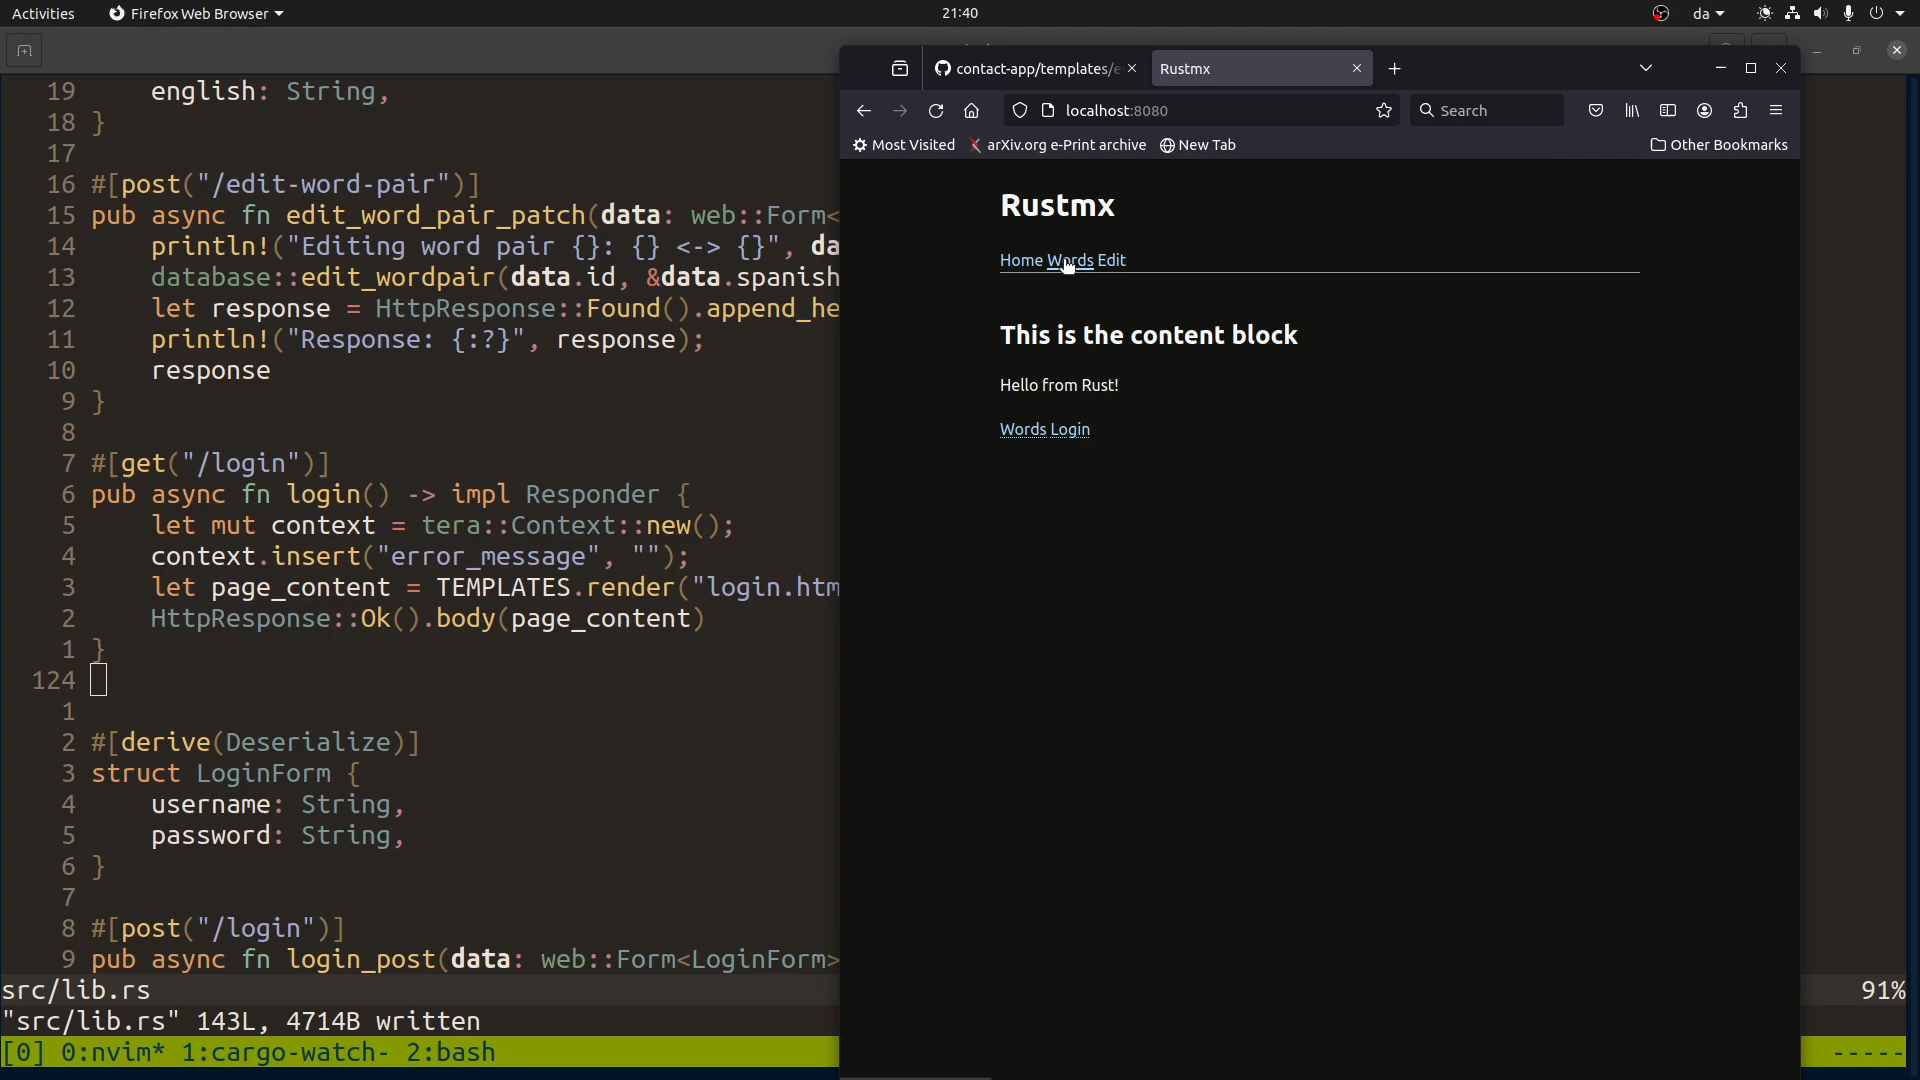 Activities Firefox Web Browser 21:40 da
19 english: String,
18 }
17
16 #[post("/edit-word-pair")]
15 pub async fn edit_word_pair_patch(data: web::Form<
14 println!("Editing word pair {}: {} <-> {}", da
13 database::edit_wordpair(data.id, &data.spanish
12 let response = HttpResponse::Found().append_he
11 println!("Response: {:?}", response);
10 response
9 }
8
7 #[get("/login")]
6 pub async fn login() -> impl Responder {
5 let mut context = tera::Context::new();
4 context.insert("error_message", "");
3 let page_content = TEMPLATES.render("login.htm
2 HttpResponse::Ok().body(page_content)
1 }
124
1
2 #[derive(Deserialize)]
3 struct LoginForm {
4 username: String,
5 password: String,
6 }
7
8 #[post("/login")]
9 pub async fn login_post(data: web::Form<LoginForm>
src/lib.rs 91%
"src/lib.rs" 143L, 4714B written
[0] 0:nvim* 1:cargo-watch- 2:bash -----
contact-app/templates/e Rustmx
localhost:8080 Search
Most Visited arXiv.org e-Print archive New Tab Other Bookmarks
Rustmx
Home Words Edit
This is the content block
Hello from Rust!
Words Login